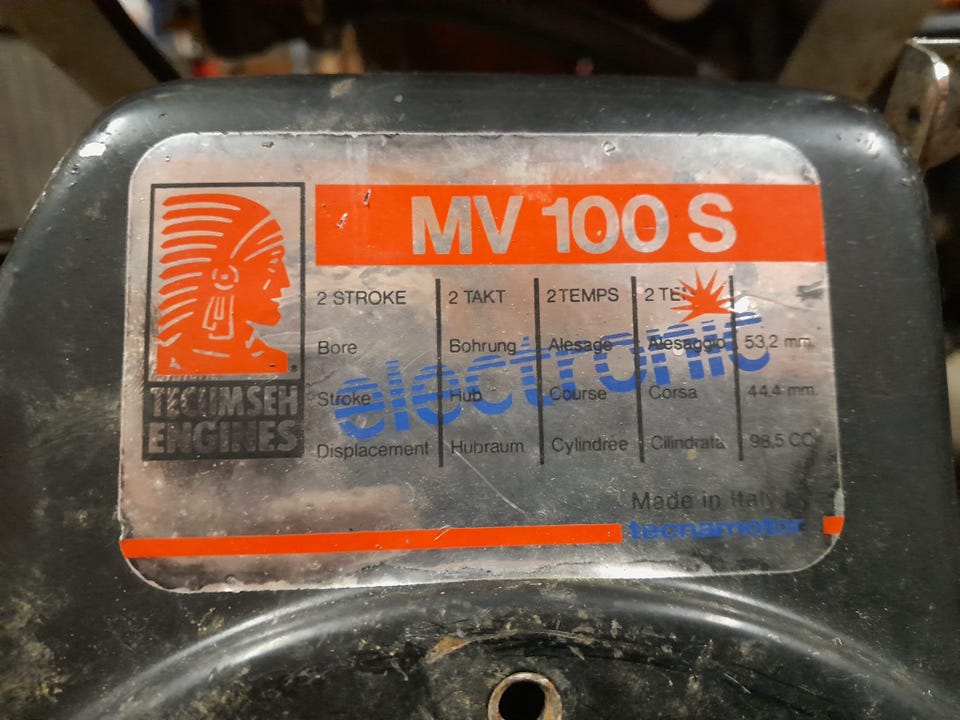 MV 100 S
2 STROKE 2 TAKT 2 TEMPS
Bore Bohrung Alesage Alesaggio 53,2 mm.
Stroke Hub Course Corsa 44,4 mm.
Displacement Hubraum Cylindree Cilindrata 98,5 CC
electronic
TECUMSEH
ENGINES
Made in Italy
tecnamotor